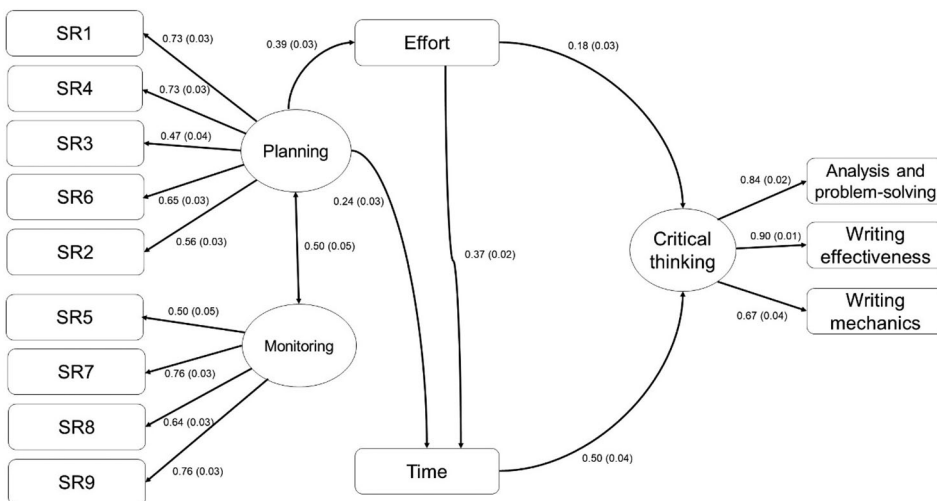 SR1
0.73 (0.03)
SR4
0.73 (0.03)
SR3
0.47 (0.04)
SR6
0.65 (0.03)
SR2
0.56 (0.03)
Planning
0.39 (0.03)
Effort
0.18 (0.03)
0.24 (0.03)
0.50 (0.05)
0.37 (0.02)
SR5
0.50 (0.05)
SR7
0.76 (0.03)
SR8
0.64 (0.03)
SR9
0.76 (0.03)
Monitoring
Time
0.50 (0.04)
Critical
thinking
0.84 (0.02)
Analysis and
problem-solving
0.90 (0.01)
Writing
effectiveness
0.67 (0.04)
Writing
mechanics